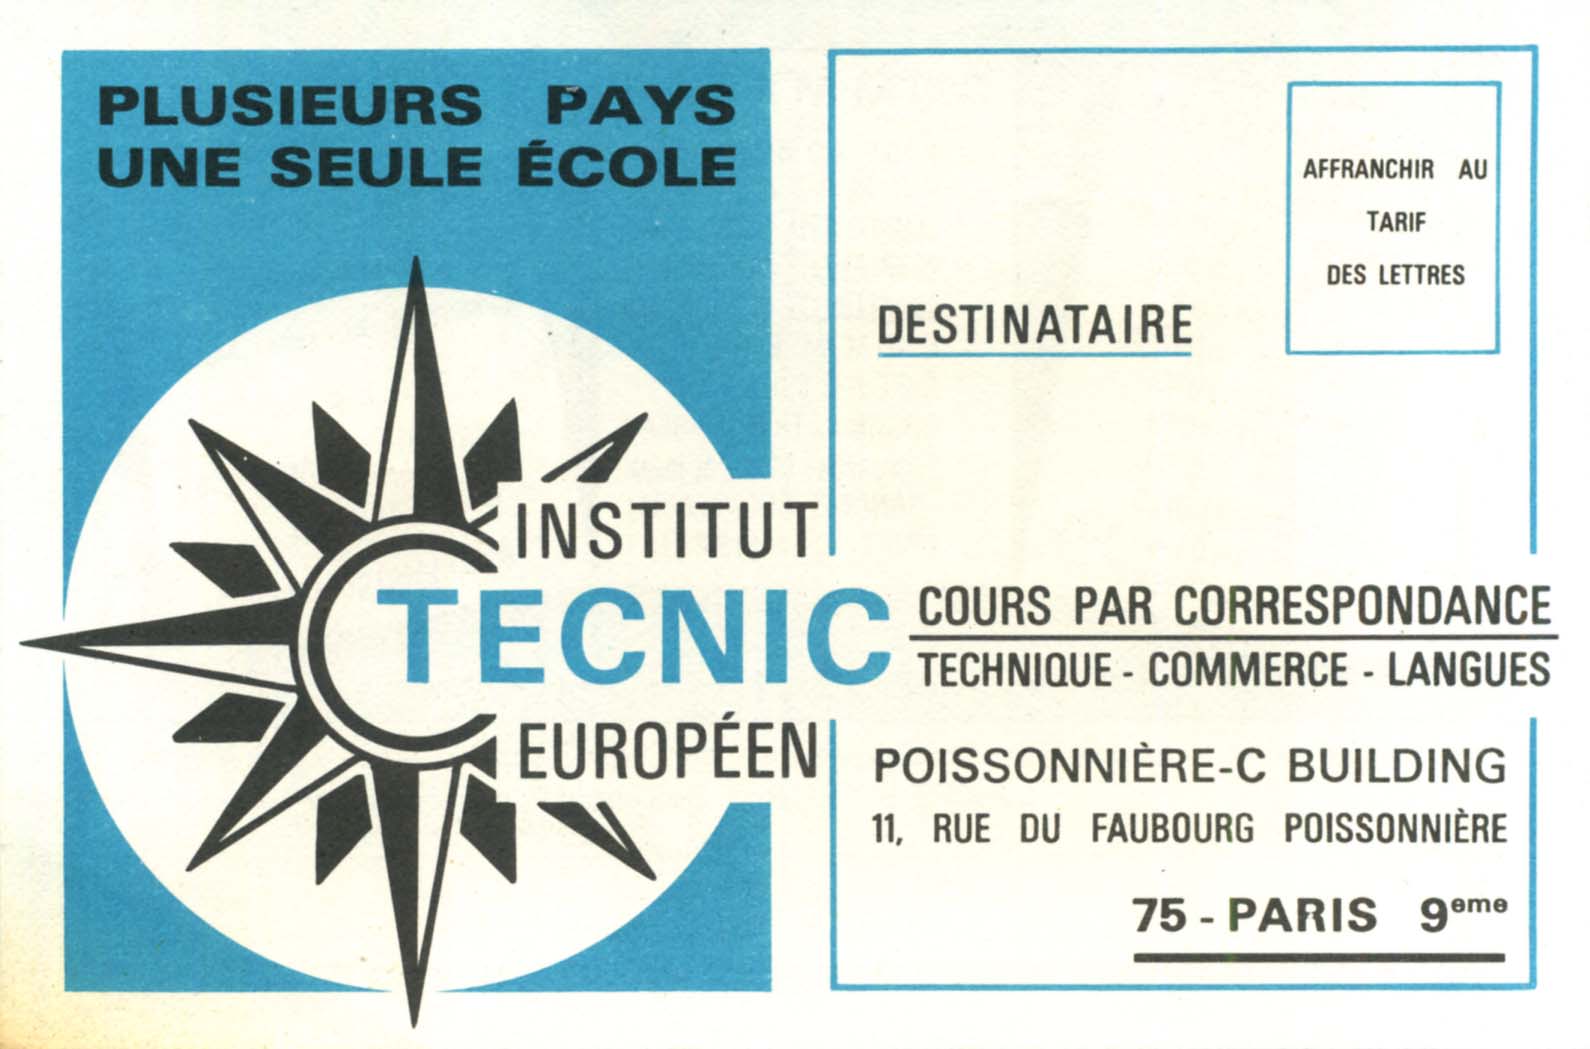 PLUSIEURS PAYS
UNE SEULE ÉCOLE
AFFRANCHIR AU
TARIF
DES LETTRES
DESTINATAIRE
INSTITUT
TECNIC
EUROPÉEN
COURS PAR CORRESPONDANCE
TECHNIQUE - COMMERCE - LANGUES
POISSONNIÈRE-C BUILDING
11, RUE DU FAUBOURG POISSONNIÈRE
75 - PARIS 9eme